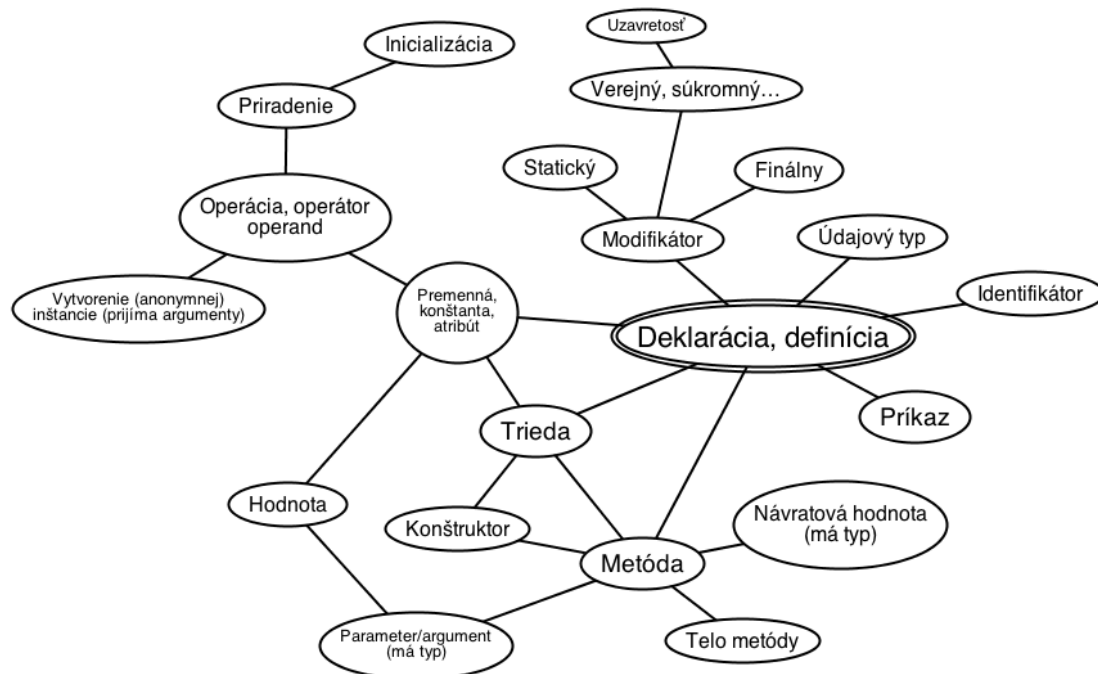 Uzavretosť
Inicializácia
Verejný, súkromný…
Priradenie
Statický
Finálny
Operácia, operátor
operand
Modifikátor
Údajový typ
Vytvorenie (anonymnej)
inštancie (prijíma argumenty)
Premenná,
konštanta,
atribút
Identifikátor
Deklarácia, definícia
Trieda
Príkaz
Hodnota
Konštruktor
Návratová hodnota
(má typ)
Metóda
Parameter/argument
(má typ)
Telo metódy